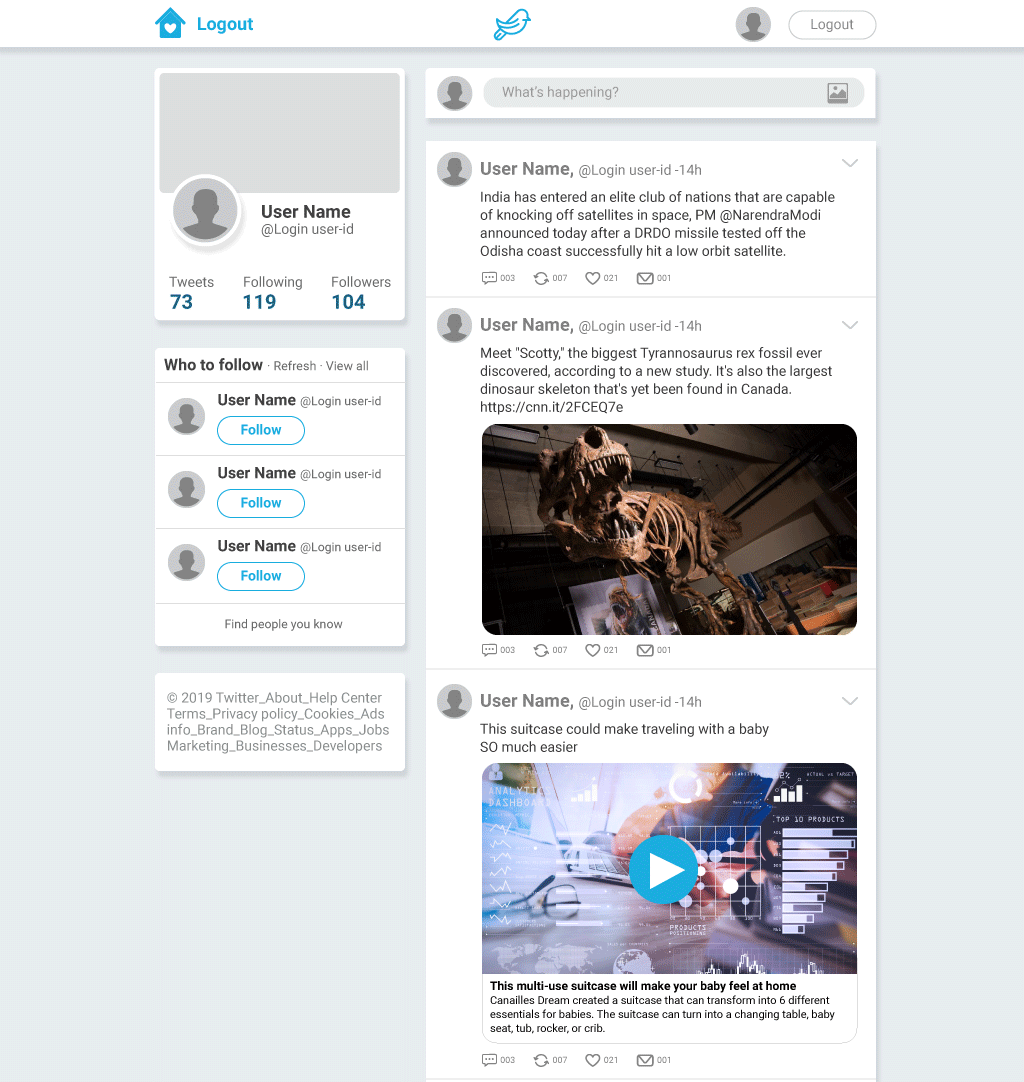 Logout
Logout
What's happening?
User Name
@Login user-id
Tweets Following Followers
73 119 104
Who to follow · Refresh · View all
User Name @Login user-id
Follow
User Name @Login user-id
Follow
User Name @Login user-id
Follow
Find people you know
© 2019 Twitter_About_Help Center
Terms_Privacy policy_Cookies_Ads
info_Brand_Blog_Status_Apps_Jobs
Marketing_Businesses_Developers
User Name, @Login user-id -14h
India has entered an elite club of nations that are capable
of knocking off satellites in space, PM @NarendraModi
announced today after a DRDO missile tested off the
Odisha coast successfully hit a low orbit satellite.
003 007 021 001
User Name, @Login user-id -14h
Meet "Scotty," the biggest Tyrannosaurus rex fossil ever
discovered, according to a new study. It's also the largest
dinosaur skeleton that's yet been found in Canada.
https://cnn.it/2FCEQ7e
003 007 021 001
User Name, @Login user-id -14h
This suitcase could make traveling with a baby
SO much easier
ANALYTICS
DASHBOARD
ACTUAL vs TARGET
TOP 10 PRODUCTS
PRODUCTS
POSITIONING
This multi-use suitcase will make your baby feel at home
Canailles Dream created a suitcase that can transform into 6 different
essentials for babies. The suitcase can turn into a changing table, baby
seat, tub, rocker, or crib.
003 007 021 001